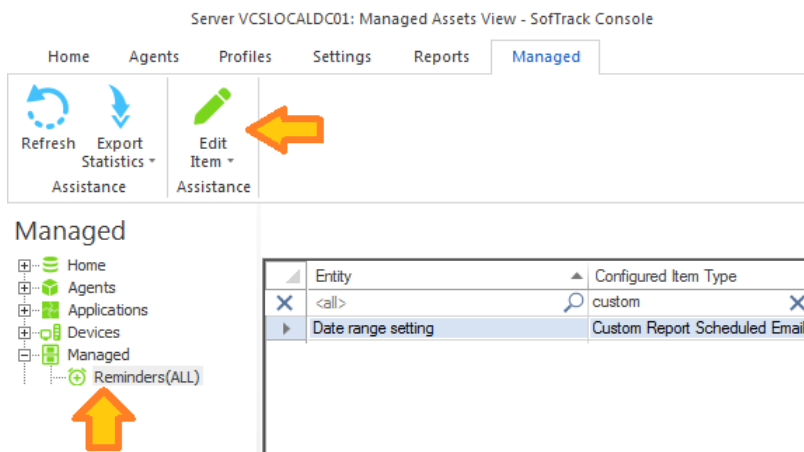 Server VCSLOCALDC01: Managed Assets View - SofTrack Console
Home Agents Profiles Settings Reports Managed
Refresh Export Statistics Edit Item
Assistance Assistance
Managed
Home
Agents
Applications
Devices
Managed
Reminders(ALL)
Entity Configured Item Type
<all> custom
Date range setting Custom Report Scheduled Email